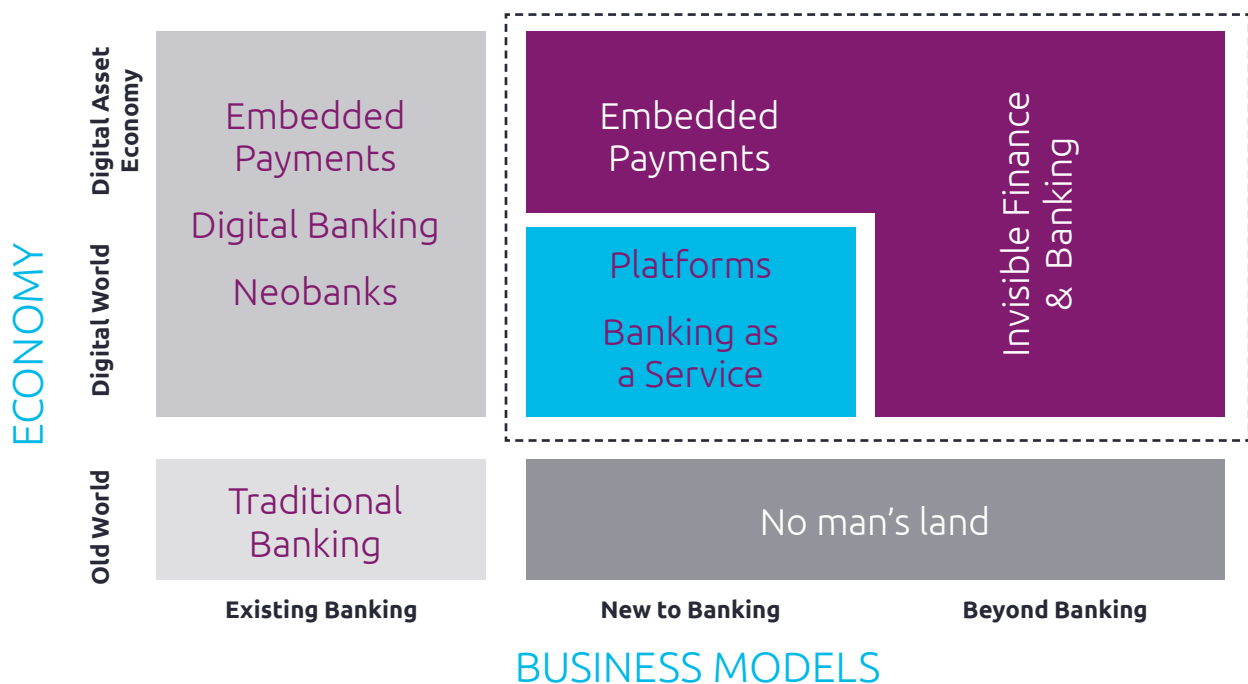 ECONOMY
Digital Asset
Economy
Digital World
Old World
Embedded
Payments
Digital Banking
Neobanks
Embedded
Payments
Platforms
Banking as
a Service
Invisible Finance
& Banking
Traditional
Banking
No man’s land
Existing Banking
New to Banking
Beyond Banking
BUSINESS MODELS